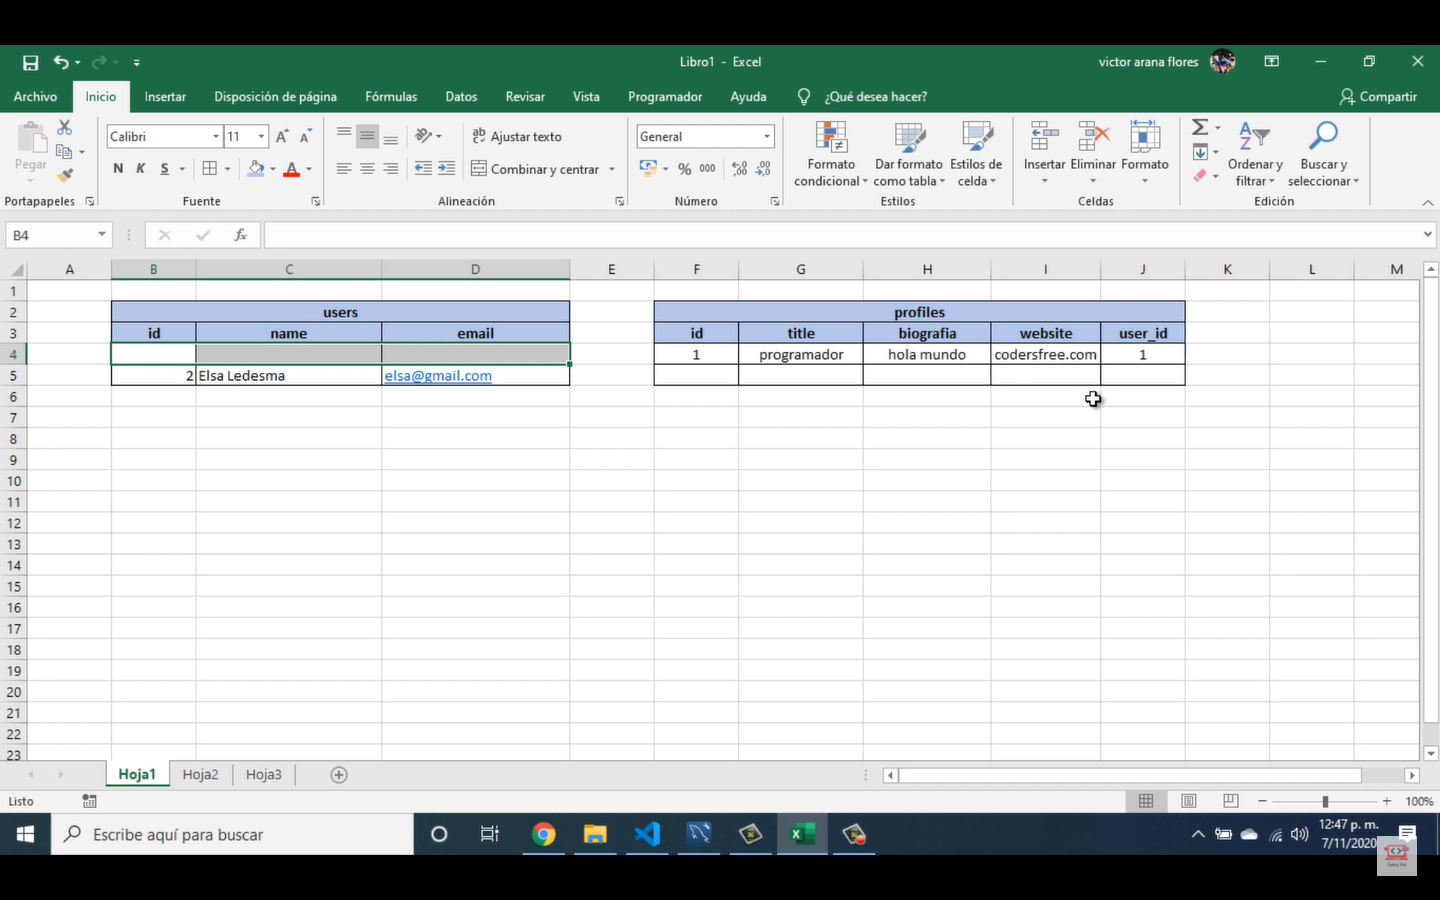 Libro1 - Excel
victor arana flores
Archivo Inicio Insertar Disposición de página Fórmulas Datos Revisar Vista Programador Ayuda ¿Qué desea hacer? Compartir
Pegar
Calibri 11
N K S
Ajustar texto
Combinar y centrar
General
% 000
Formato condicional
Dar formato como tabla
Estilos de celda
Insertar Eliminar Formato
Ordenar y filtrar
Buscar y seleccionar
Portapapeles Fuente Alineación Número Estilos Celdas Edición
B4 fx
A B C D E F G H I J K L M
1
2 users profiles
3 id name email id title biografia website user_id
4 1 programador hola mundo codersfree.com 1
5 2 Elsa Ledesma elsa@gmail.com
6
7
8
9
10
11
12
13
14
15
16
17
18
19
20
21
22
23
Hoja1 Hoja2 Hoja3
Listo 100%
Escribe aquí para buscar
12:47 p. m.
7/11/2020